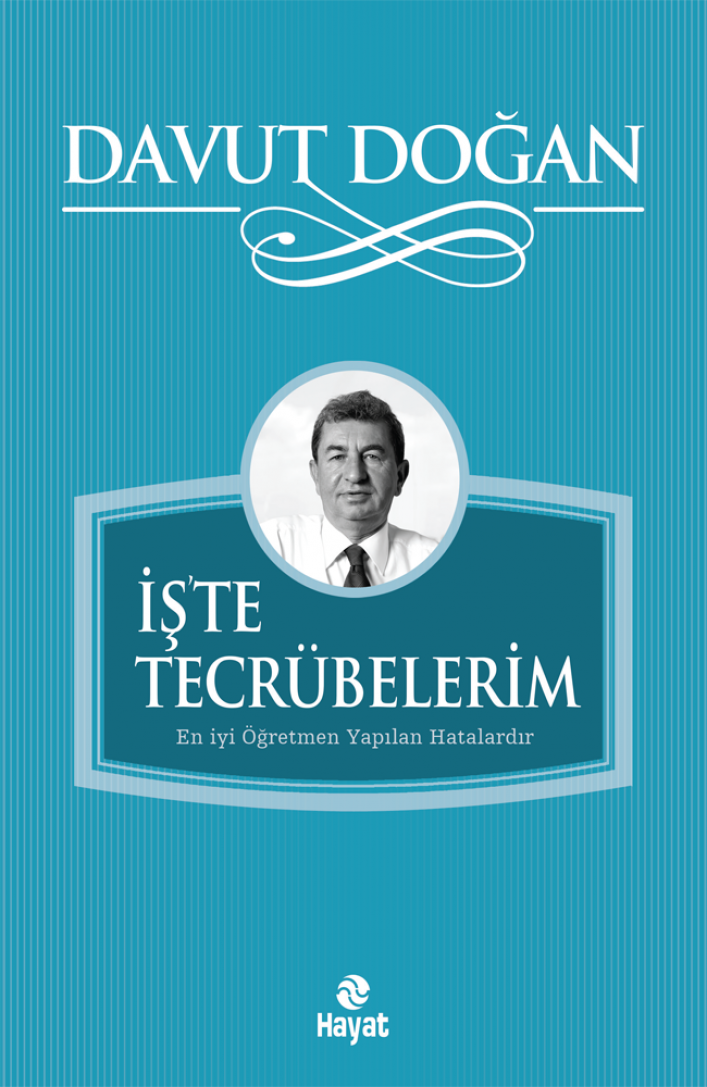 DAVUT DOĞAN
İŞ'TE
TECRÜBELERİM
En iyi Öğretmen Yapılan Hatalardır
Hayat